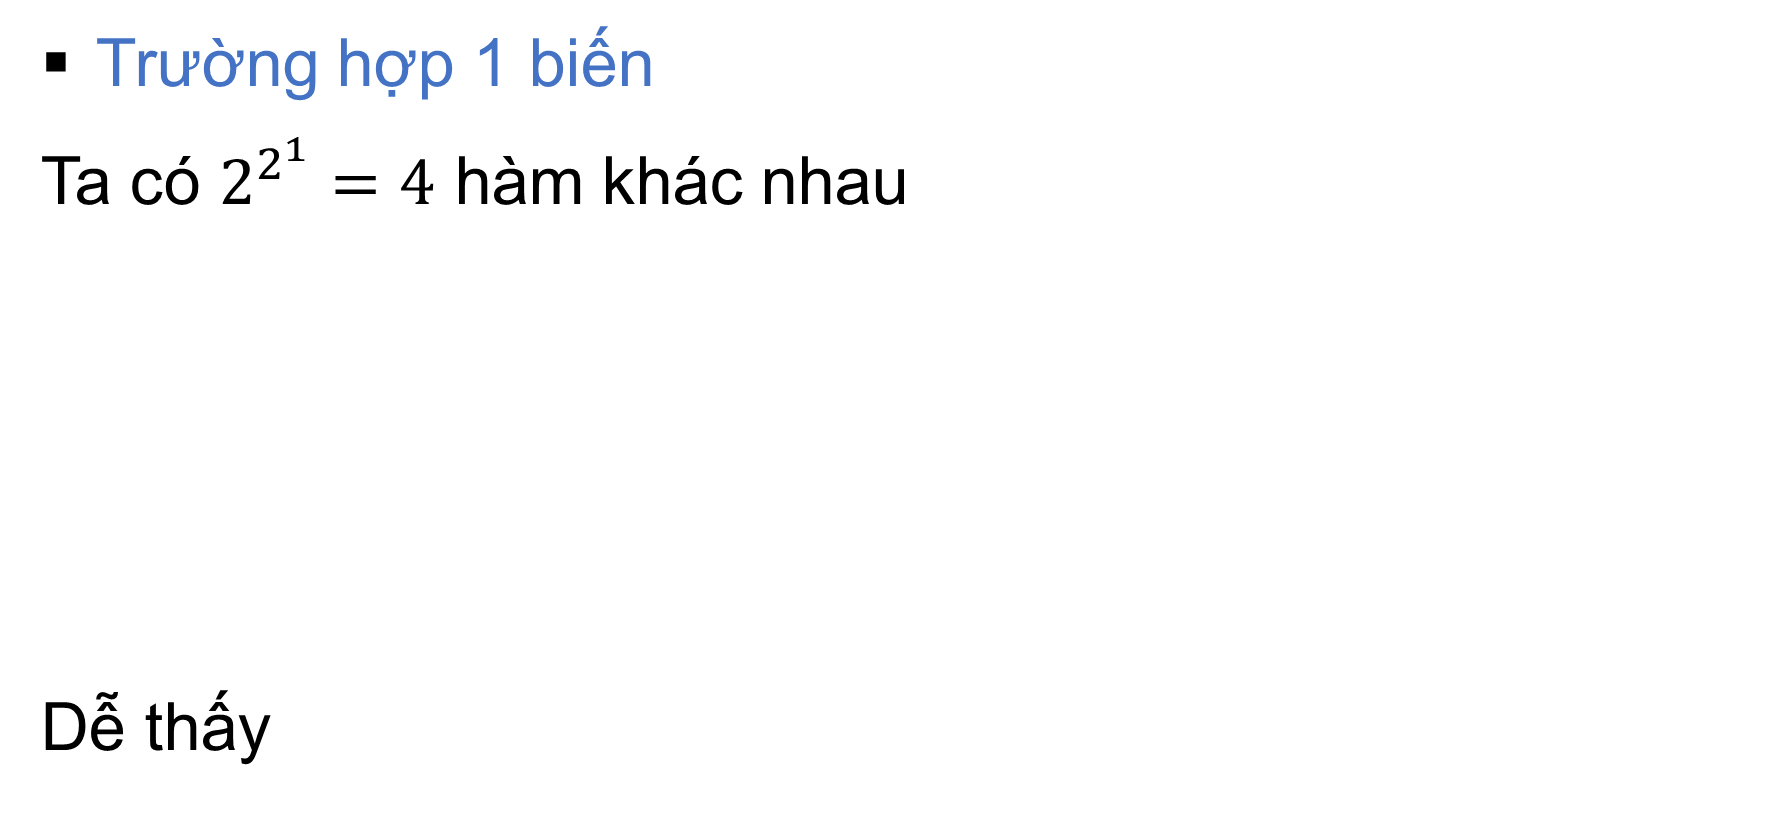 ▪ Trường hợp 1 biến
Ta có $2^{2^1} = 4$ hàm khác nhau
Dễ thấy